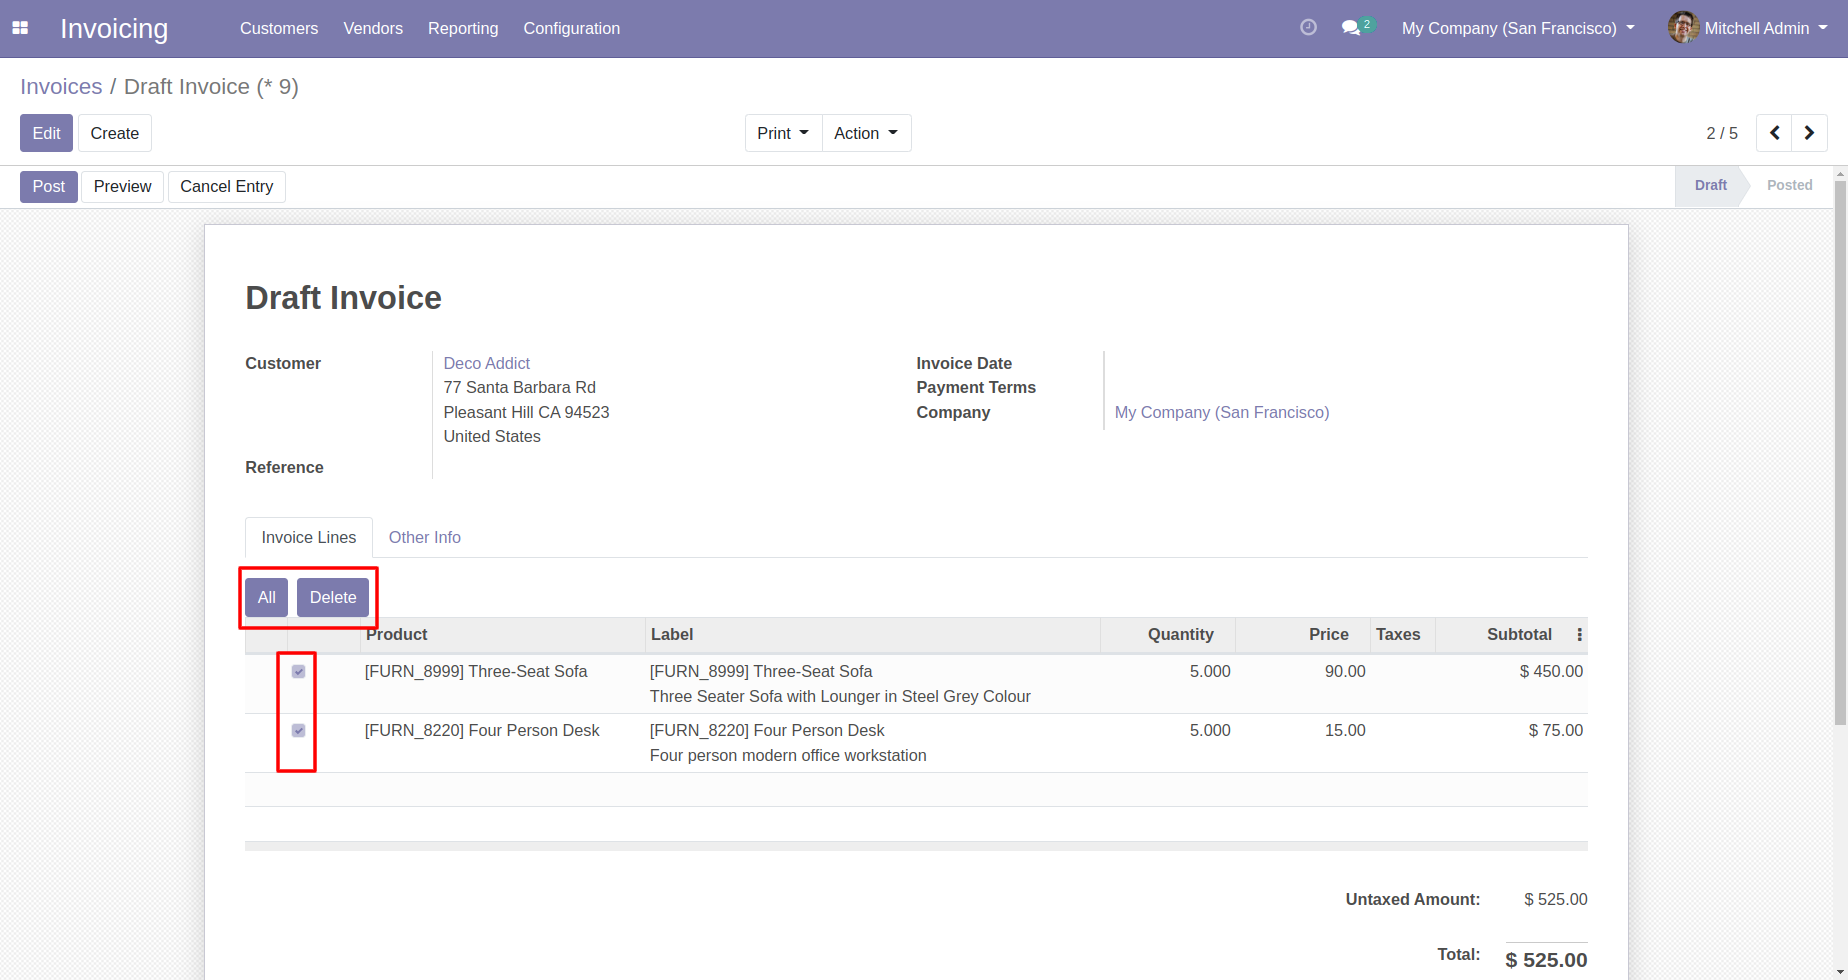 Invoicing Customers Vendors Reporting Configuration 2 My Company (San Francisco) Mitchell Admin
Invoices / Draft Invoice (* 9)
Edit Create Print Action 2 / 5
Post Preview Cancel Entry Draft Posted
Draft Invoice
Customer Deco Addict Invoice Date
77 Santa Barbara Rd Payment Terms
Pleasant Hill CA 94523 Company My Company (San Francisco)
United States
Reference
Invoice Lines Other Info
All Delete
Product Label Quantity Price Taxes Subtotal
[FURN_8999] Three-Seat Sofa [FURN_8999] Three-Seat Sofa 5.000 90.00 $ 450.00
Three Seater Sofa with Lounger in Steel Grey Colour
[FURN_8220] Four Person Desk [FURN_8220] Four Person Desk 5.000 15.00 $ 75.00
Four person modern office workstation
Untaxed Amount: $ 525.00
Total: $ 525.00